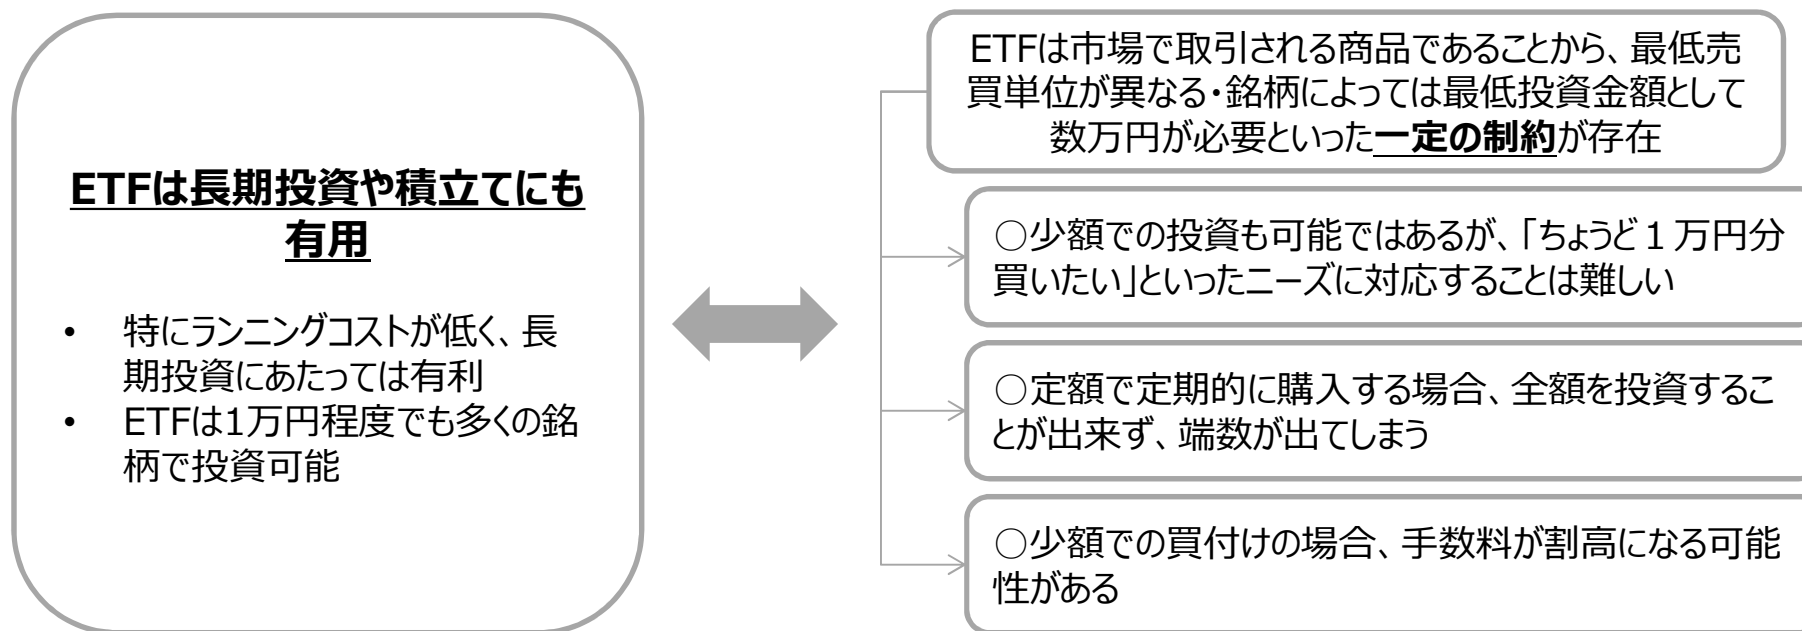 ETFは長期投資や積立てにも
有用
• 特にランニングコストが低く、長
期投資にあたっては有利
• ETFは1万円程度でも多くの銘
柄で投資可能
ETFは市場で取引される商品であることから、最低売
買単位が異なる・銘柄によっては最低投資金額として
数万円が必要といった一定の制約が存在
○少額での投資も可能ではあるが、「ちょうど１万円分
買いたい」といったニーズに対応することは難しい
○定額で定期的に購入する場合、全額を投資するこ
とが出来ず、端数が出てしまう
○少額での買付けの場合、手数料が割高になる可能
性がある